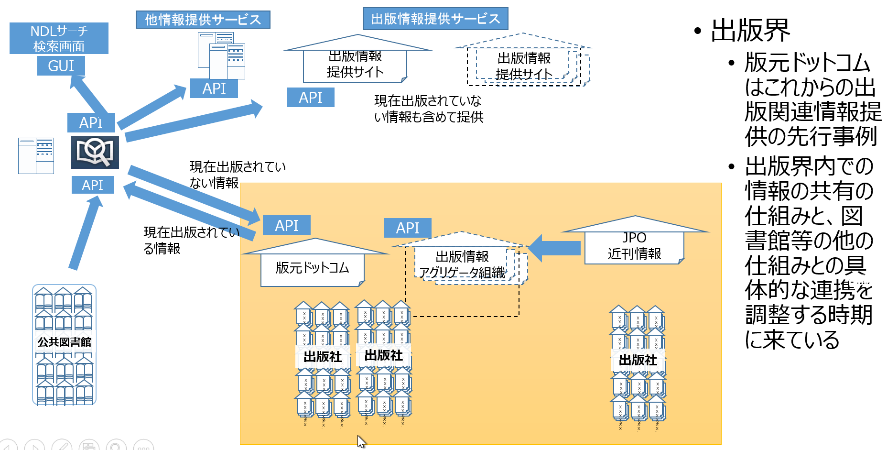 NDLサーチ
検索画面
GUI
他情報提供サービス
API
出版情報提供サービス
出版情報
提供サイト
API
出版情報
提供サイト
現在出版されていな
い情報も含めて提供
API
API
現在出版されてい
ない情報
現在出版されてい
る情報
公共図書館
API
版元ドットコム
API
出版情報
アグリゲータ組織
JPO
近刊情報
出版社
出版社
出版社
• 出版界
• 版元ドットコム
はこれからの出
版関連情報提
供の先行事例
• 出版界内での
情報の共有の
仕組みと、図
書館等の他の
仕組みとの具
体的な連携を
調整する時期
に来ている